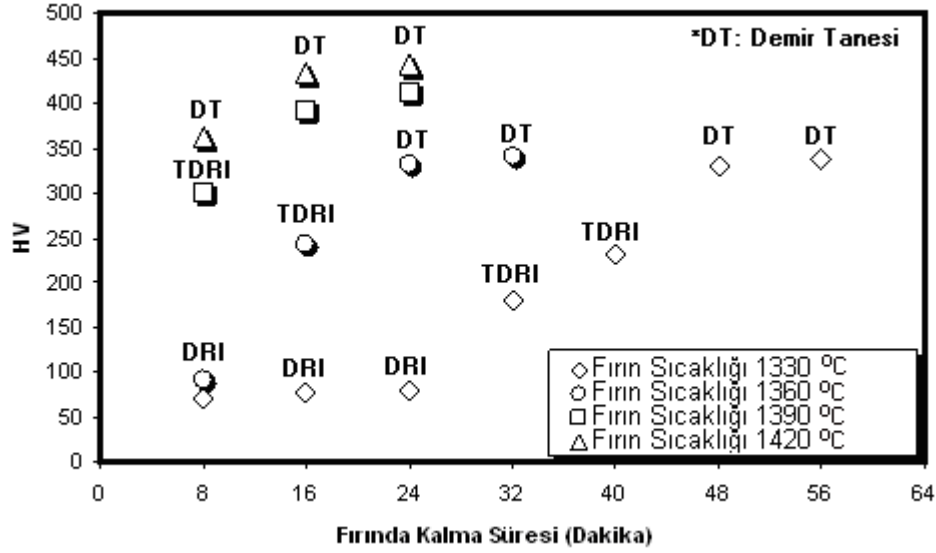 500
450
400
350
300
250
200
150
100
50
0
HV
*DT: Demir Tanesi
DT
DT
DT
TDRI
DT
DT
DT
DT
TDRI
TDRI
TDRI
DRI
DRI
DRI
Fırın Sıcaklığı 1330 ºC
Fırın Sıcaklığı 1360 ºC
Fırın Sıcaklığı 1390 ºC
Fırın Sıcaklığı 1420 ºC
0 8 16 24 32 40 48 56 64
Fırında Kalma Süresi (Dakika)